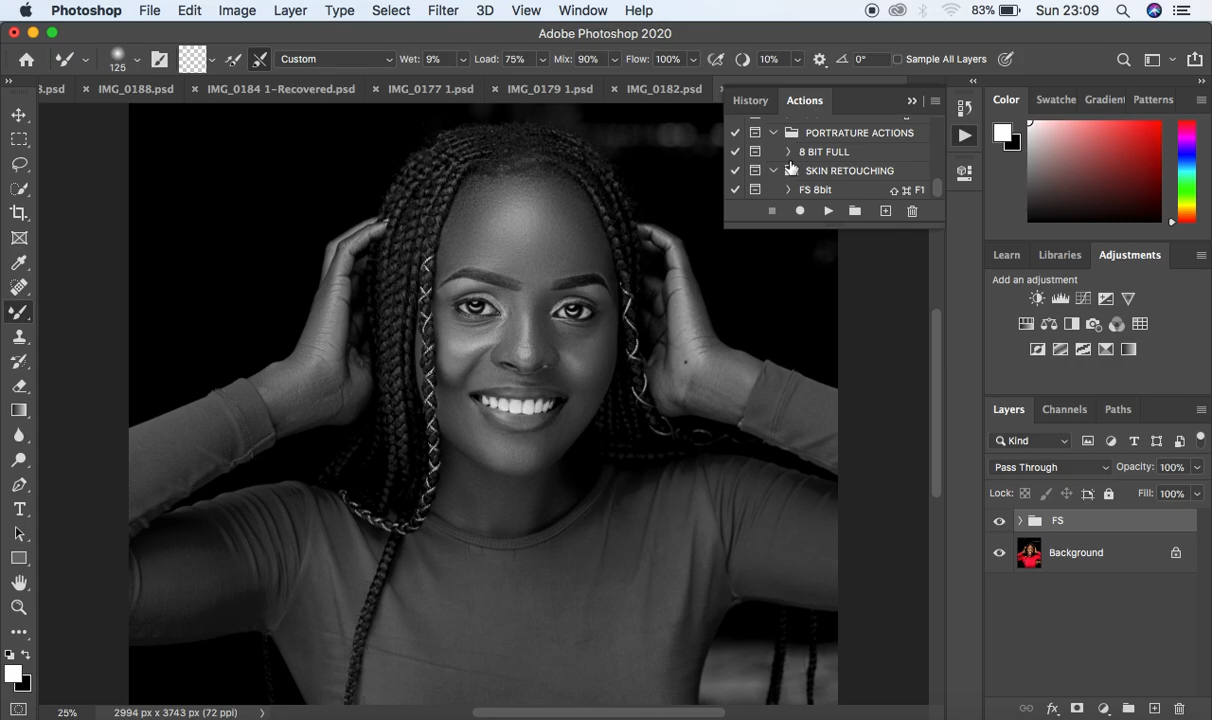 Photoshop File Edit Image Layer Type Select Filter 3D View Window Help 83% Sun 23:09
Adobe Photoshop 2020
125 Custom Wet: 9% Load: 75% Mix: 90% Flow: 100% 10% 0° Sample All Layers
3.psd × IMG_0188.psd × IMG_0184 1-Recovered.psd × IMG_0177 1.psd × IMG_0179 1.psd × IMG_0182.psd ×
History Actions
PORTRATURE ACTIONS
8 BIT FULL
SKIN RETOUCHING
FS 8bit ⇧⌘F1
Color Swatche Gradient Patterns
Learn Libraries Adjustments
Add an adjustment
Layers Channels Paths
Kind
Pass Through Opacity: 100%
Lock: Fill: 100%
FS
Background
25% 2994 px x 3743 px (72 ppi)